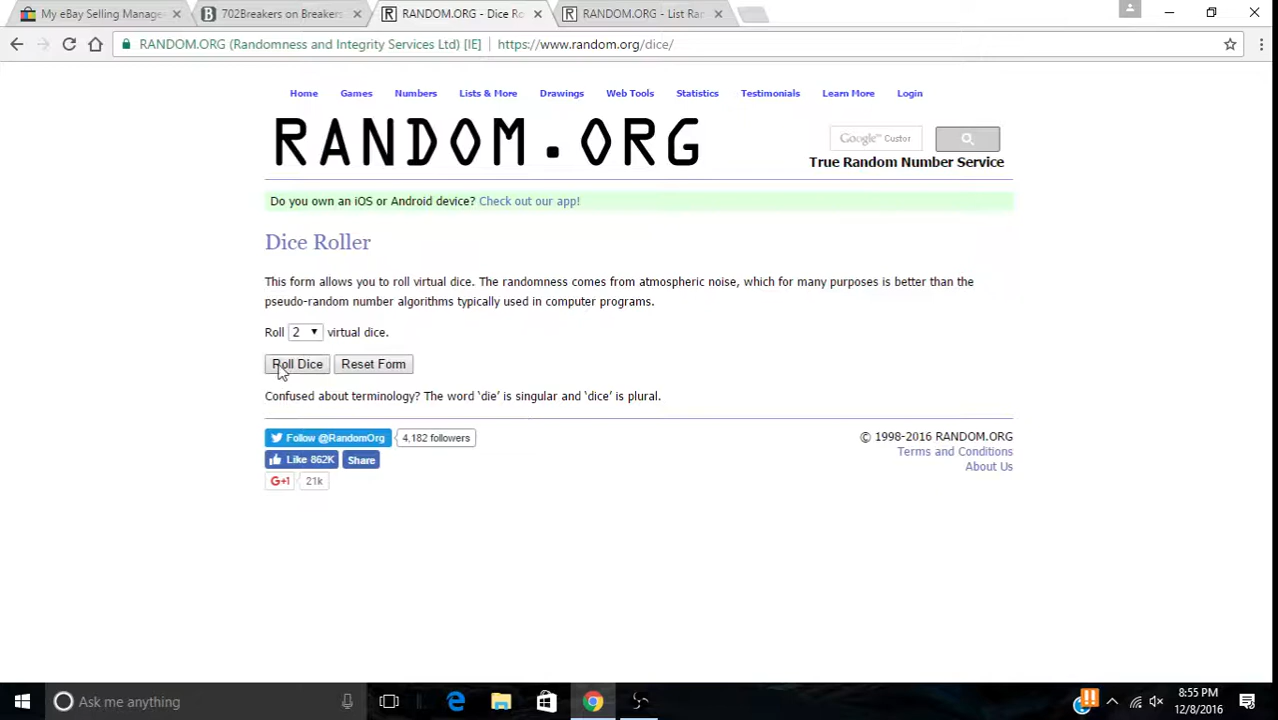 My eBay Selling Manage
702Breakers on Breakers
RANDOM.ORG - Dice Ro
RANDOM.ORG - List Ran
RANDOM.ORG (Randomness and Integrity Services Ltd) [IE]
https://www.random.org/dice/
Home Games Numbers Lists & More Drawings Web Tools Statistics Testimonials Learn More Login
RANDOM.ORG
Google™ Custor
True Random Number Service
Do you own an iOS or Android device? Check out our app!
Dice Roller
This form allows you to roll virtual dice. The randomness comes from atmospheric noise, which for many purposes is better than the
pseudo-random number algorithms typically used in computer programs.
Roll 2 virtual dice.
Roll Dice Reset Form
Confused about terminology? The word ‘die’ is singular and ‘dice’ is plural.
Follow @RandomOrg 4,182 followers
Like 862K Share
G+1 21k
© 1998-2016 RANDOM.ORG
Terms and Conditions
About Us
Ask me anything
8:55 PM
12/8/2016